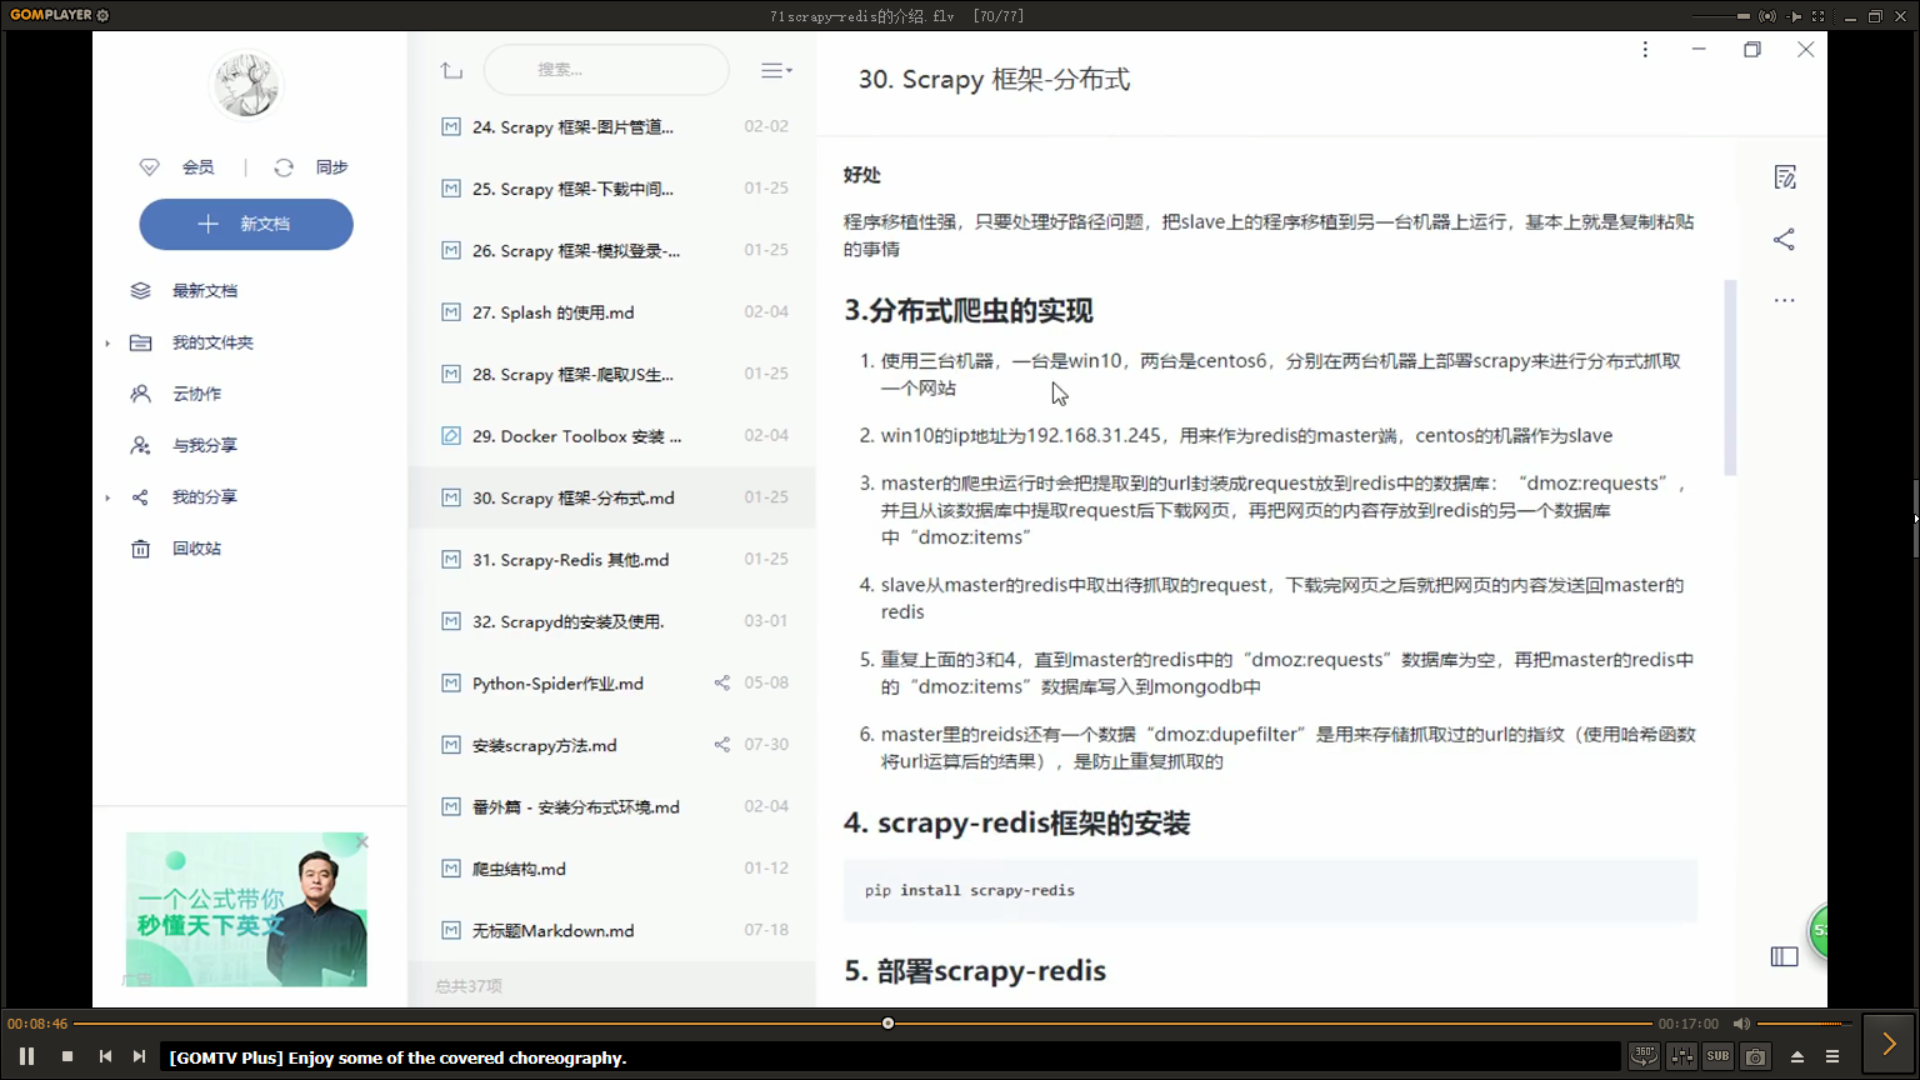 GOMPLAYER
71scrapy-redis的介绍.flv [70/77]
会员 | 同步
新文档
最新文档
我的文件夹
云协作
与我分享
我的分享
回收站
一个公式带你
秒懂天下英文
广告
搜索...
24. Scrapy 框架-图片管道... 02-02
25. Scrapy 框架-下载中间... 01-25
26. Scrapy 框架-模拟登录-... 01-25
27. Splash 的使用.md 02-04
28. Scrapy 框架-爬取JS生... 01-25
29. Docker Toolbox 安装 ... 02-04
30. Scrapy 框架-分布式.md 01-25
31. Scrapy-Redis 其他.md 01-25
32. Scrapyd的安装及使用. 03-01
Python-Spider作业.md 05-08
安装scrapy方法.md 07-30
番外篇 - 安装分布式环境.md 02-04
爬虫结构.md 01-12
无标题Markdown.md 07-18
总共37项
30. Scrapy 框架-分布式
好处
程序移植性强，只要处理好路径问题，把slave上的程序移植到另一台机器上运行，基本上就是复制粘贴
的事情
3.分布式爬虫的实现
1. 使用三台机器，一台是win10，两台是centos6，分别在两台机器上部署scrapy来进行分布式抓取
一个网站
2. win10的ip地址为192.168.31.245，用来作为redis的master端，centos的机器作为slave
3. master的爬虫运行时会把提取到的url封装成request放到redis中的数据库：“dmoz:requests”，
并且从该数据库中提取request后下载网页，再把网页的内容存放到redis的另一个数据库
中“dmoz:items”
4. slave从master的redis中取出待抓取的request，下载完网页之后就把网页的内容发送回master的
redis
5. 重复上面的3和4，直到master的redis中的“dmoz:requests”数据库为空，再把master的redis中
的“dmoz:items”数据库写入到mongodb中
6. master里的reids还有一个数据“dmoz:dupefilter”是用来存储抓取过的url的指纹（使用哈希函数
将url运算后的结果），是防止重复抓取的
4. scrapy-redis框架的安装
pip install scrapy-redis
5. 部署scrapy-redis
00:08:46
00:17:00
[GOMTV Plus] Enjoy some of the covered choreography.
360°
SUB